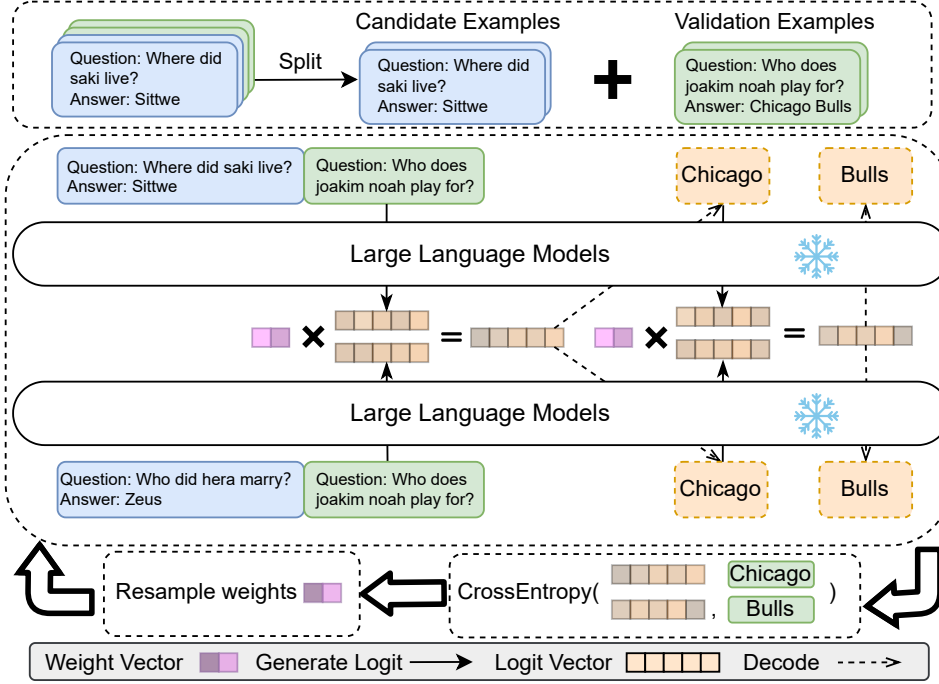 Candidate Examples
Validation Examples
Question: Where did
saki live?
Answer: Sittwe
Split
Question: Where did
saki live?
Answer: Sittwe
+
Question: Who does
joakim noah play for?
Answer: Chicago Bulls
Question: Where did saki live?
Answer: Sittwe
Question: Who does
joakim noah play for?
Chicago
Bulls
Large Language Models
× = × =
Large Language Models
Question: Who did hera marry?
Answer: Zeus
Question: Who does
joakim noah play for?
Chicago
Bulls
Resample weights
CrossEntropy( , )
Chicago
Bulls
Weight Vector Generate Logit Logit Vector Decode